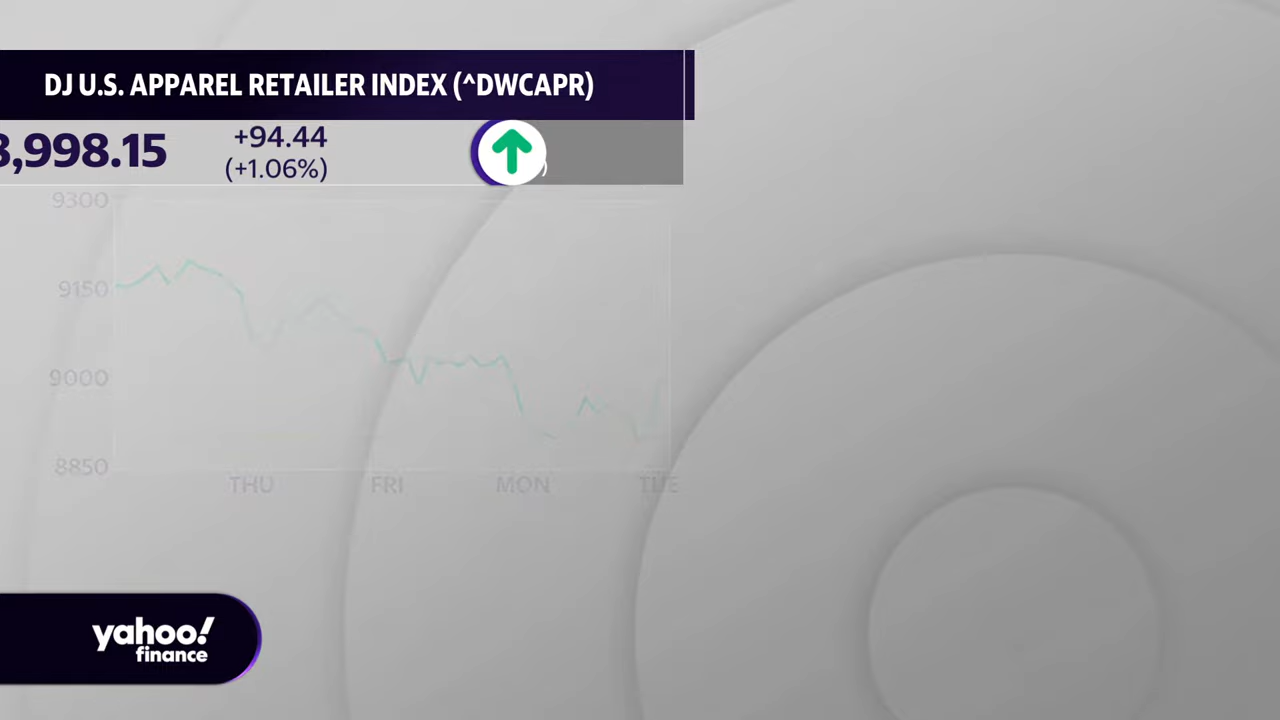 DJ U.S. APPAREL RETAILER INDEX (^DWCAPR)
8,998.15
+94.44
(+1.06%)
)
9300
9150
9000
8850
THU FRI MON TUE
yahoo!
finance